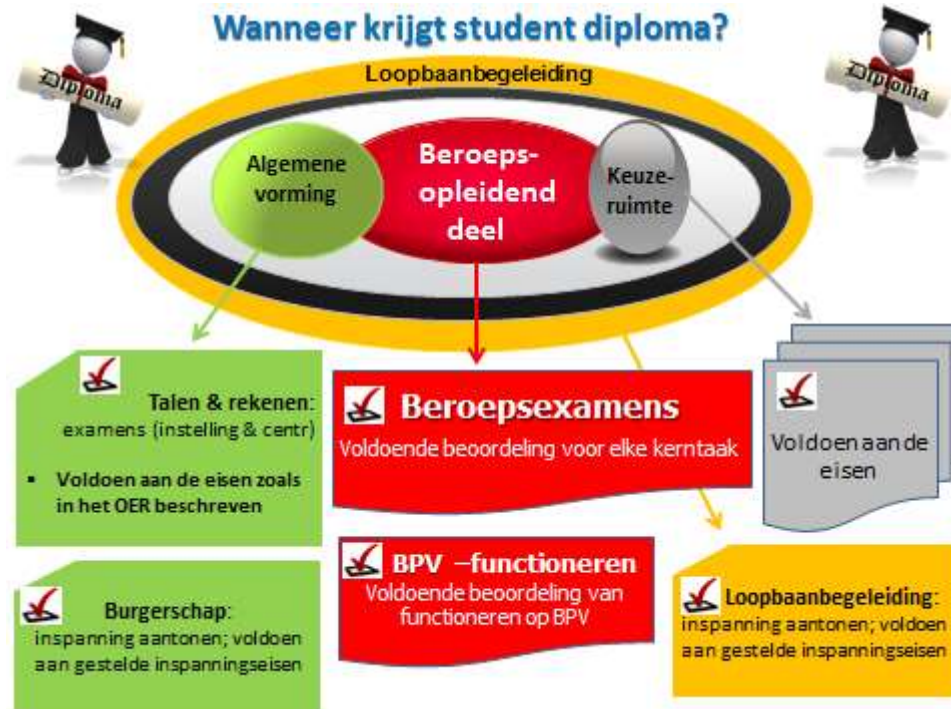 Wanneer krijgt student diploma?
Diploma
Diploma
Loopbaanbegeleiding
Algemene
vorming
Beroeps-
opleidend
deel
Keuze-
ruimte
Talen & rekenen:
examens (instelling & centr)
▪ Voldoen aan de eisen zoals
in het OER beschreven
Beroepsexamens
Voldoende beoordeling voor elke kerntaak
Voldoen aan de
eisen
Burgerschap:
inspanning aantonen; voldoen
aan gestelde inspanningseisen
BPV –functioneren
Voldoende beoordeling van
functioneren op BPV
Loopbaanbegeleiding:
inspanning aantonen; voldoen
aan gestelde inspanningseisen